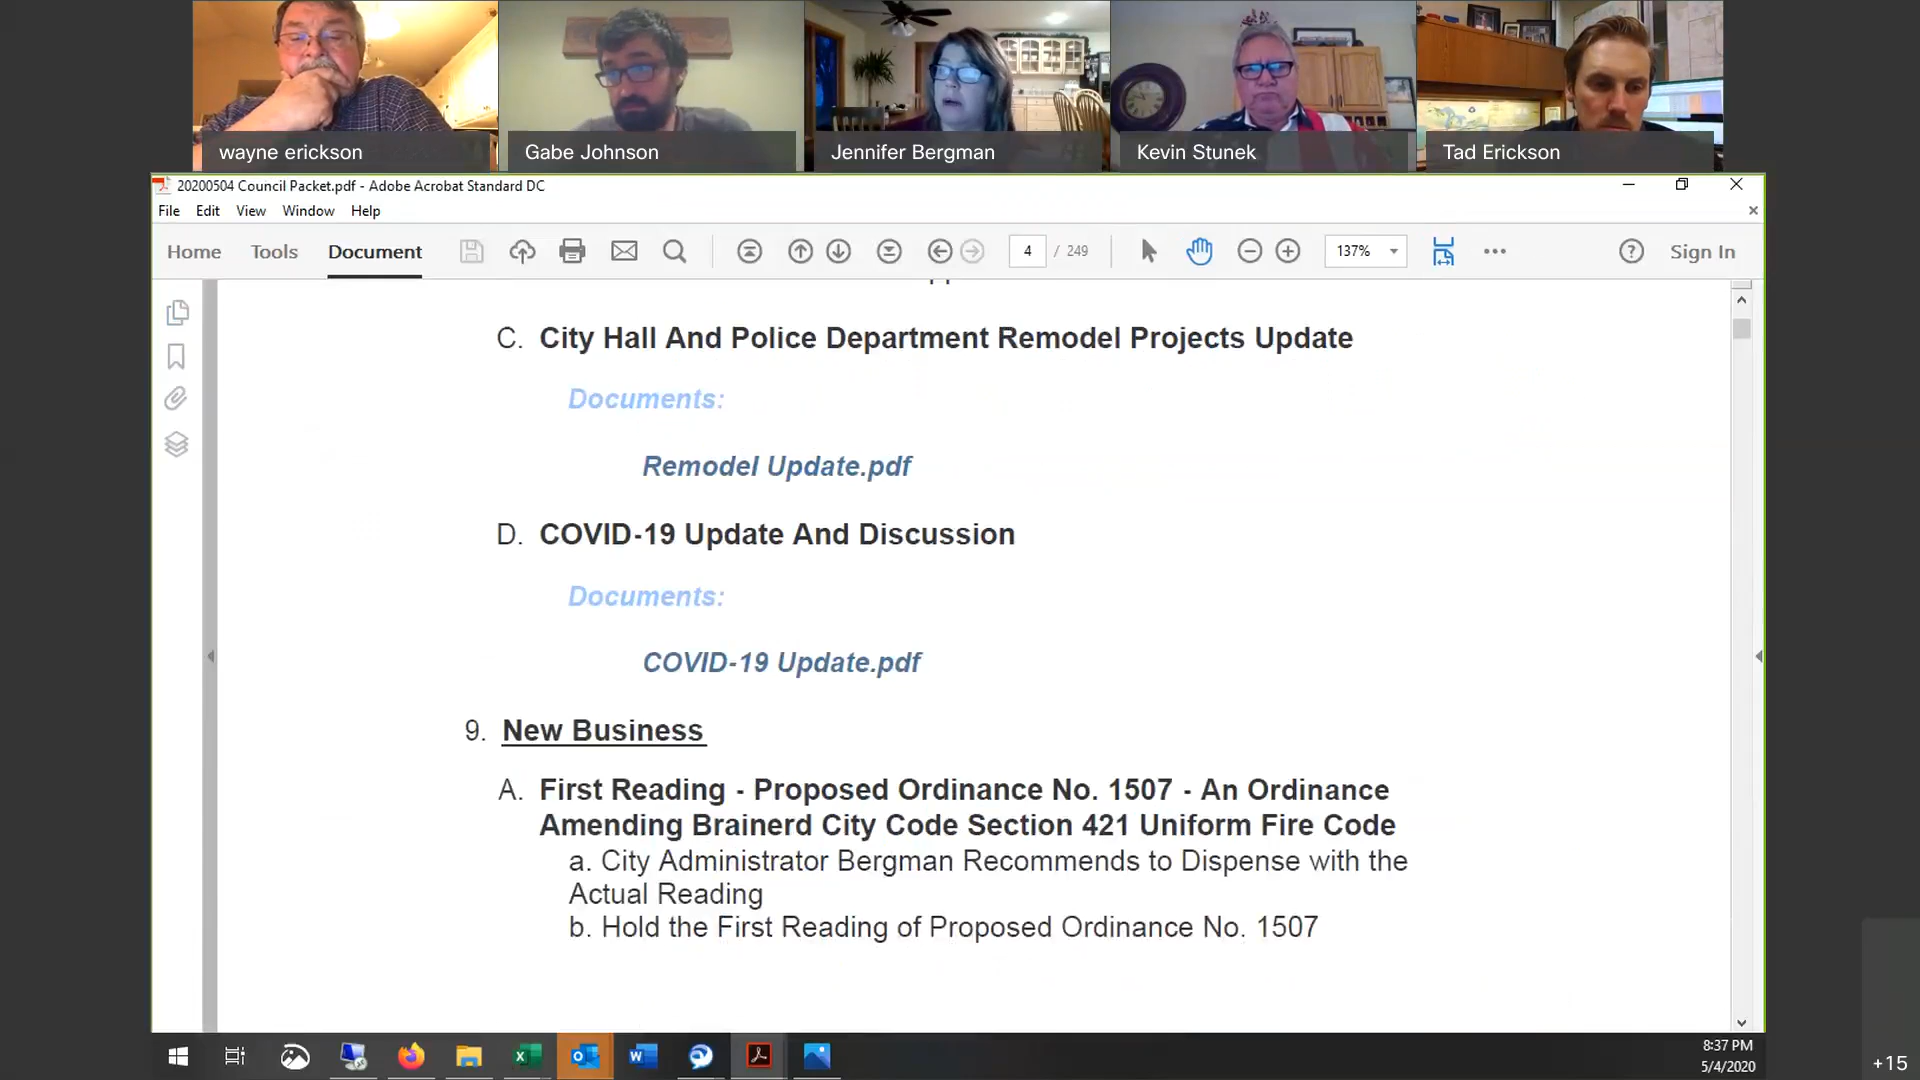 wayne erickson
Gabe Johnson
Jennifer Bergman
Kevin Stunek
Tad Erickson
20200504 Council Packet.pdf - Adobe Acrobat Standard DC
File Edit View Window Help
Home Tools Document 4 / 249 137% Sign In
C. City Hall And Police Department Remodel Projects Update
Documents:
Remodel Update.pdf
D. COVID-19 Update And Discussion
Documents:
COVID-19 Update.pdf
9. New Business
A. First Reading - Proposed Ordinance No. 1507 - An Ordinance
Amending Brainerd City Code Section 421 Uniform Fire Code
a. City Administrator Bergman Recommends to Dispense with the
Actual Reading
b. Hold the First Reading of Proposed Ordinance No. 1507
8:37 PM
5/4/2020
+15